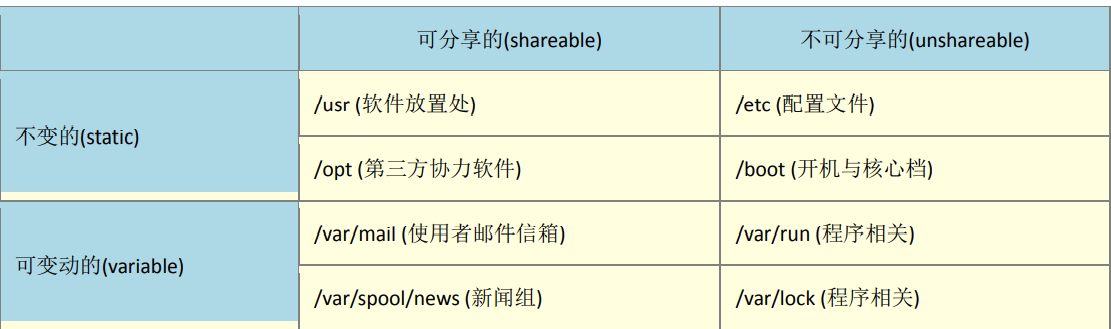 可分享的(shareable) 不可分享的(unshareable)
不变的(static)
/usr (软件放置处) /etc (配置文件)
/opt (第三方协力软件) /boot (开机与核心档)
可变动的(variable)
/var/mail (使用者邮件信箱) /var/run (程序相关)
/var/spool/news (新闻组) /var/lock (程序相关)